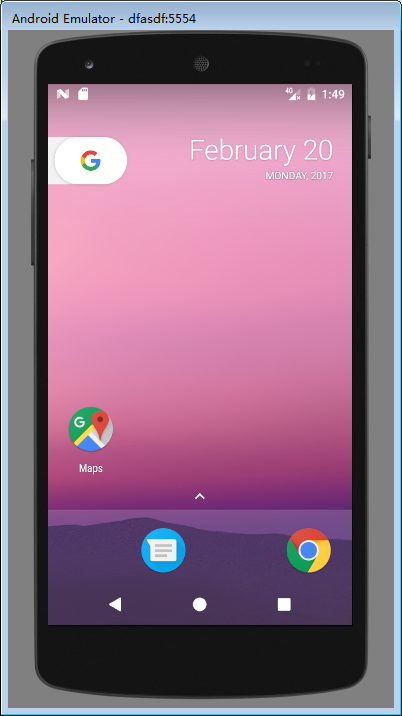 Android Emulator - dfasdf:5554
4G
1:49
G
February 20
MONDAY, 2017
G
Maps